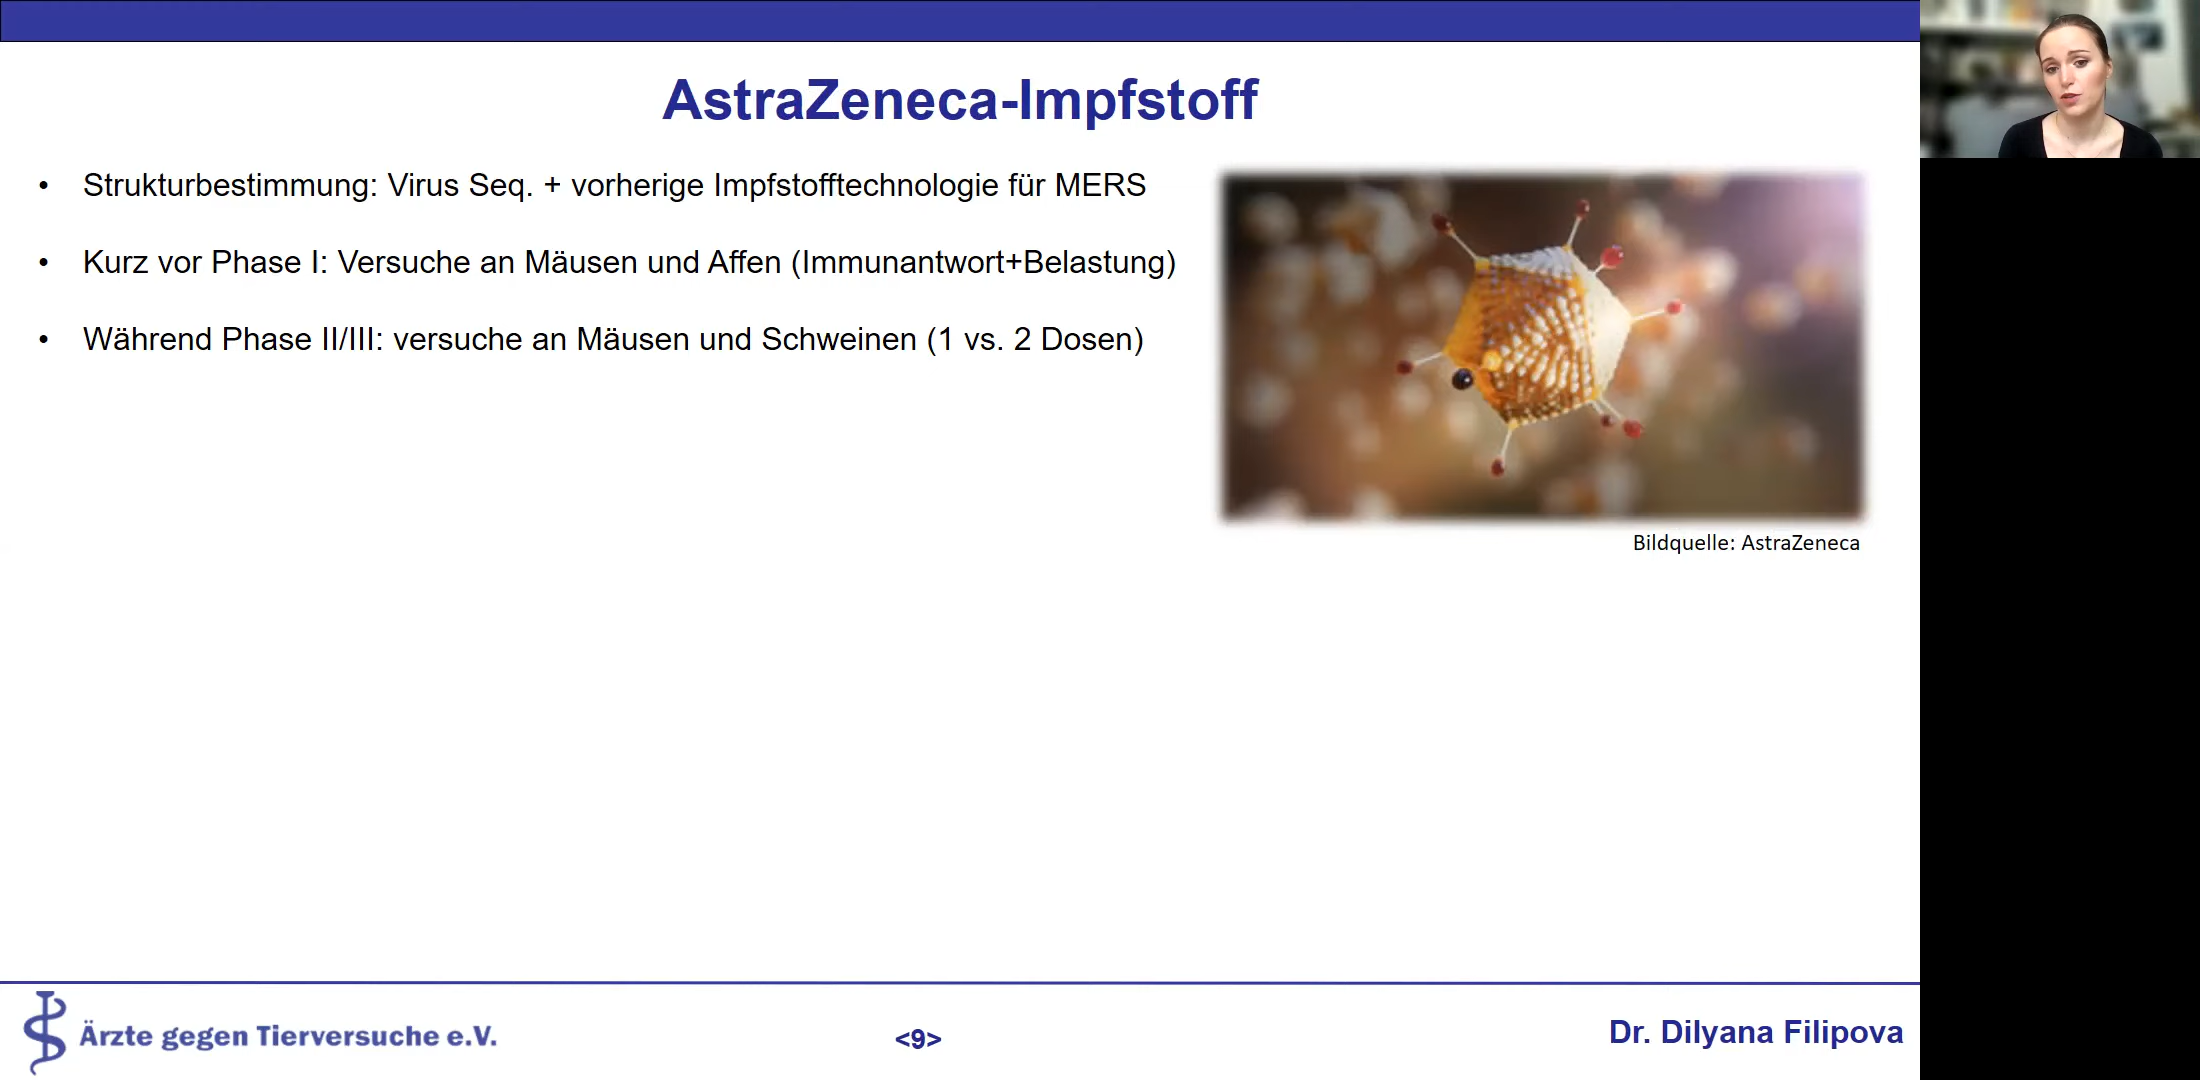 AstraZeneca-Impfstoff
• Strukturbestimmung: Virus Seq. + vorherige Impfstofftechnologie für MERS
• Kurz vor Phase I: Versuche an Mäusen und Affen (Immunantwort+Belastung)
• Während Phase II/III: versuche an Mäusen und Schweinen (1 vs. 2 Dosen)
Bildquelle: AstraZeneca
Ärzte gegen Tierversuche e.V.
<9>
Dr. Dilyana Filipova